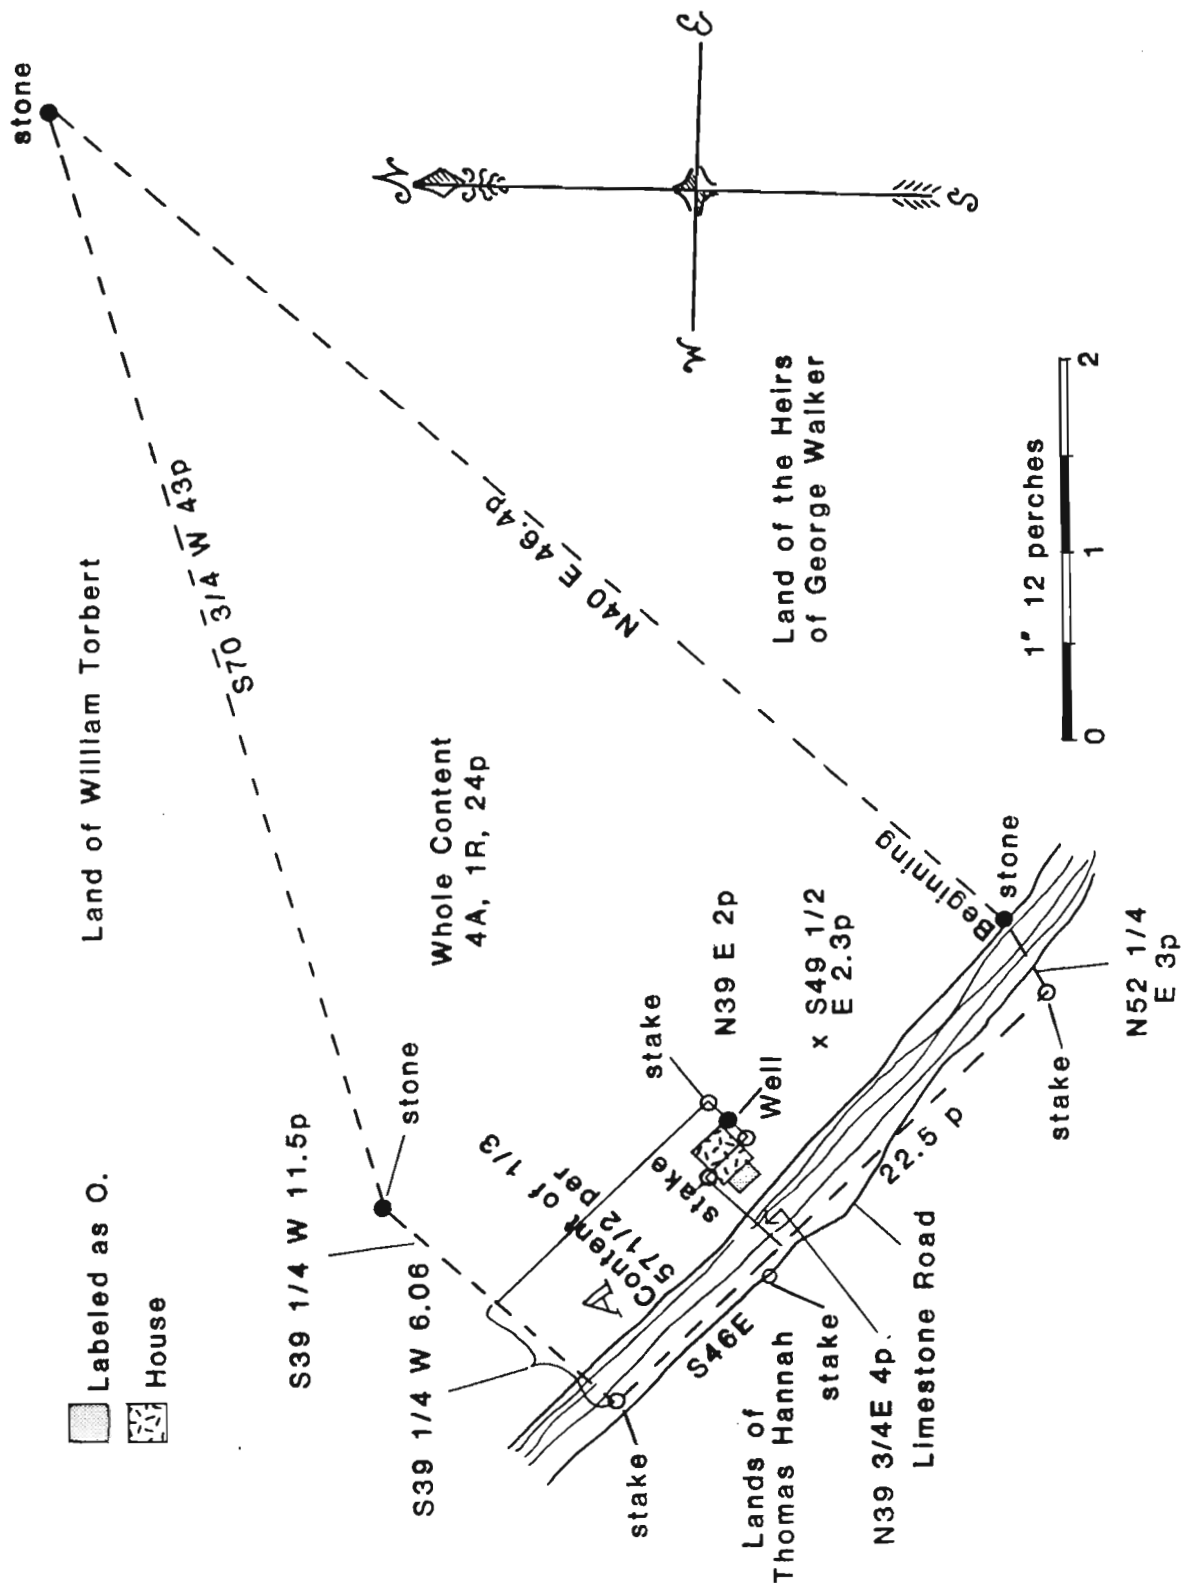 Labeled as O.
House
Land of William Torbert
stone
S70 3/4 W 43p
S39 1/4 W 11.5p
stone
Whole Content
4A, 1R, 24p
N40 E 46.4p
S39 1/4 W 6.06
A
Content of 1/3
57 1/2 per
stake
stake
N39 E 2p
Well
x S49 1/2
E 2.3p
Beginning
stone
Land of the Heirs
of George Walker
N
E
S
W
stake
S46E
22.5 p
Lands of
Thomas Hannah
stake
N39 3/4E 4p.
Limestone Road
stake
N52 1/4
E 3p
1" 12 perches
0 1 2